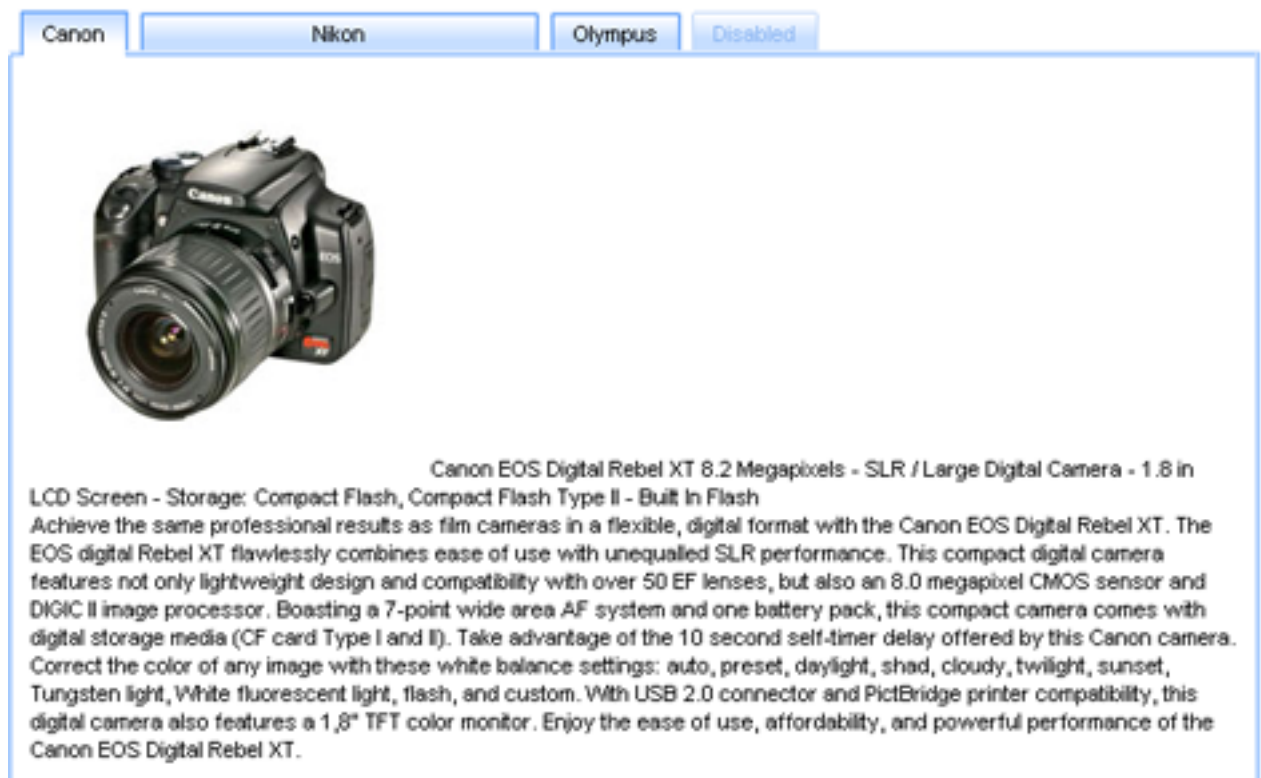 Canon Nikon Olympus Disabled
Canon
EOS
XT
Canon EOS Digital Rebel XT 8.2 Megapixels - SLR / Large Digital Camera - 1.8 in
LCD Screen - Storage: Compact Flash, Compact Flash Type II - Built In Flash
Achieve the same professional results as film cameras in a flexible, digital format with the Canon EOS Digital Rebel XT. The
EOS digital Rebel XT flawlessly combines ease of use with unequalled SLR performance. This compact digital camera
features not only lightweight design and compatibility with over 50 EF lenses, but also an 8.0 megapixel CMOS sensor and
DIGIC II image processor. Boasting a 7-point wide area AF system and one battery pack, this compact camera comes with
digital storage media (CF card Type I and II). Take advantage of the 10 second self-timer delay offered by this Canon camera.
Correct the color of any image with these white balance settings: auto, preset, daylight, shad, cloudy, twilight, sunset,
Tungsten light, White fluorescent light, flash, and custom. With USB 2.0 connector and PictBridge printer compatibility, this
digital camera also features a 1,8" TFT color monitor. Enjoy the ease of use, affordability, and powerful performance of the
Canon EOS Digital Rebel XT.